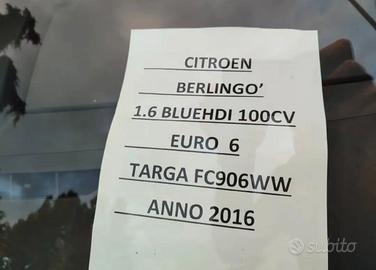 CITROEN
BERLINGO’
1.6 BLUEHDI 100CV
EURO 6
TARGA FC906WW
ANNO 2016
subito